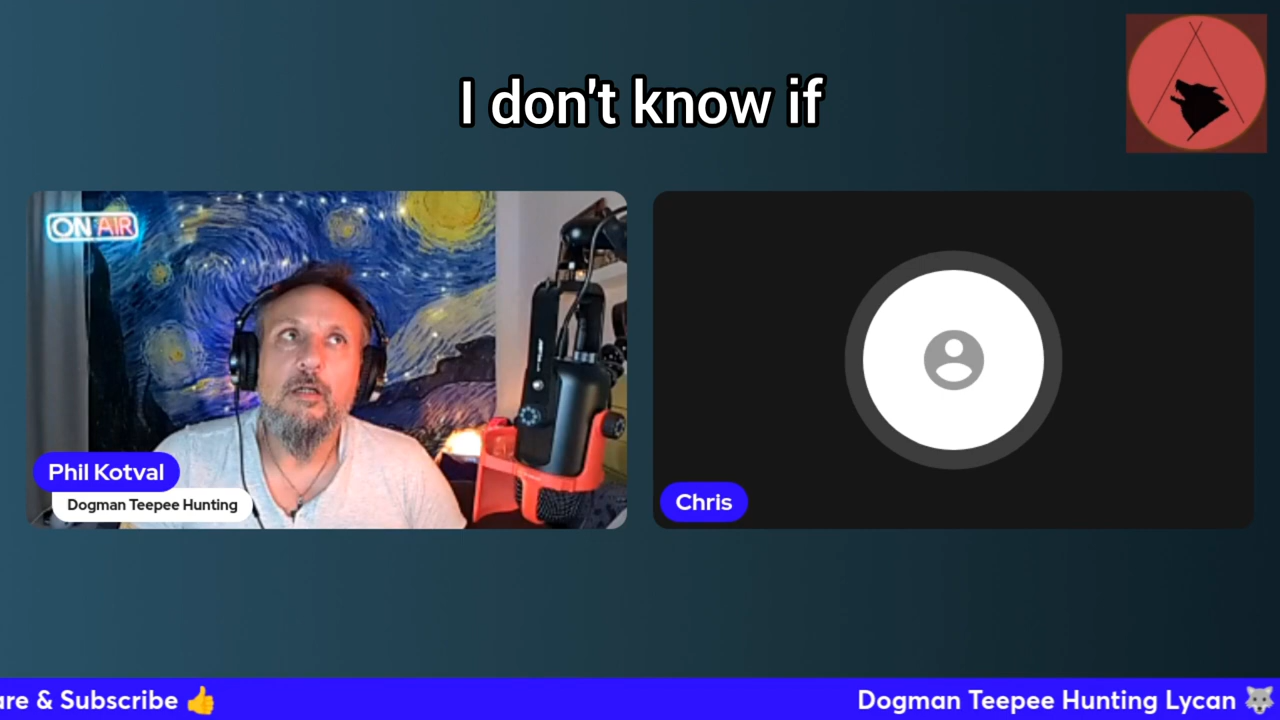 I don't know if
ON AIR
Phil Kotval
Dogman Teepee Hunting
Chris
are & Subscribe 👍
Dogman Teepee Hunting Lycan 🐺